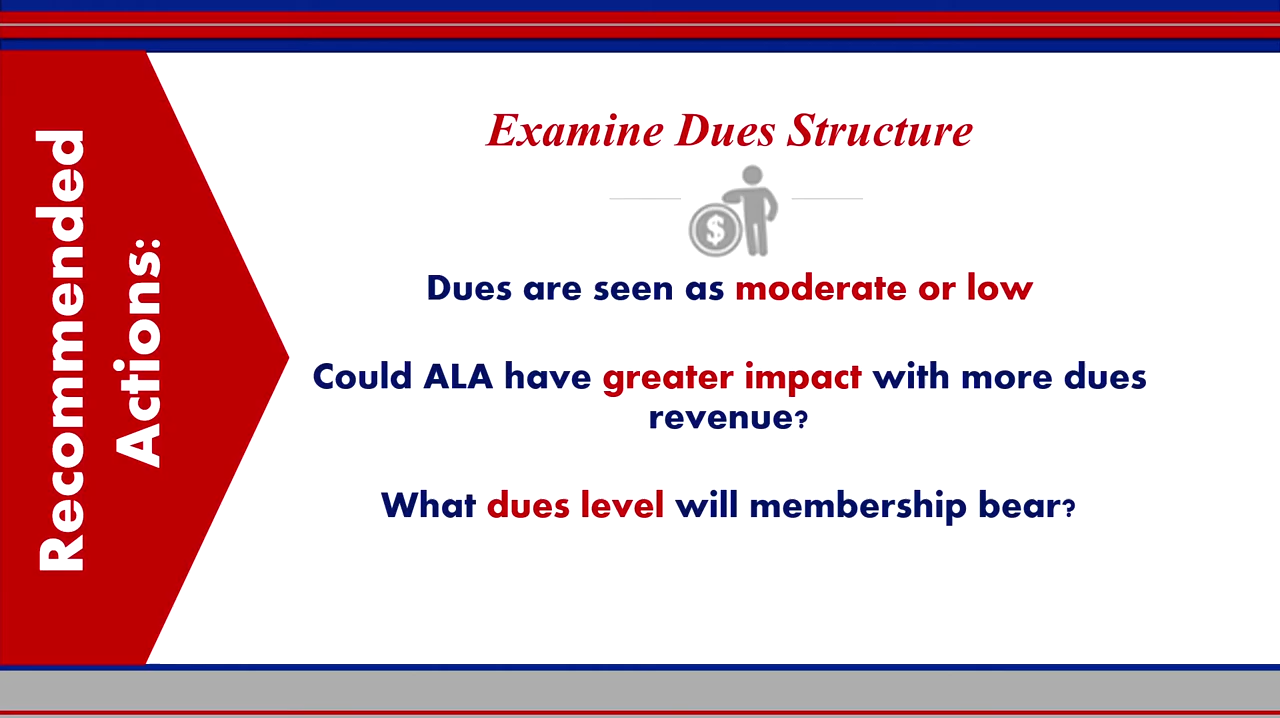 Recommended
Actions:
Examine Dues Structure
$
Dues are seen as moderate or low
Could ALA have greater impact with more dues
revenue?
What dues level will membership bear?